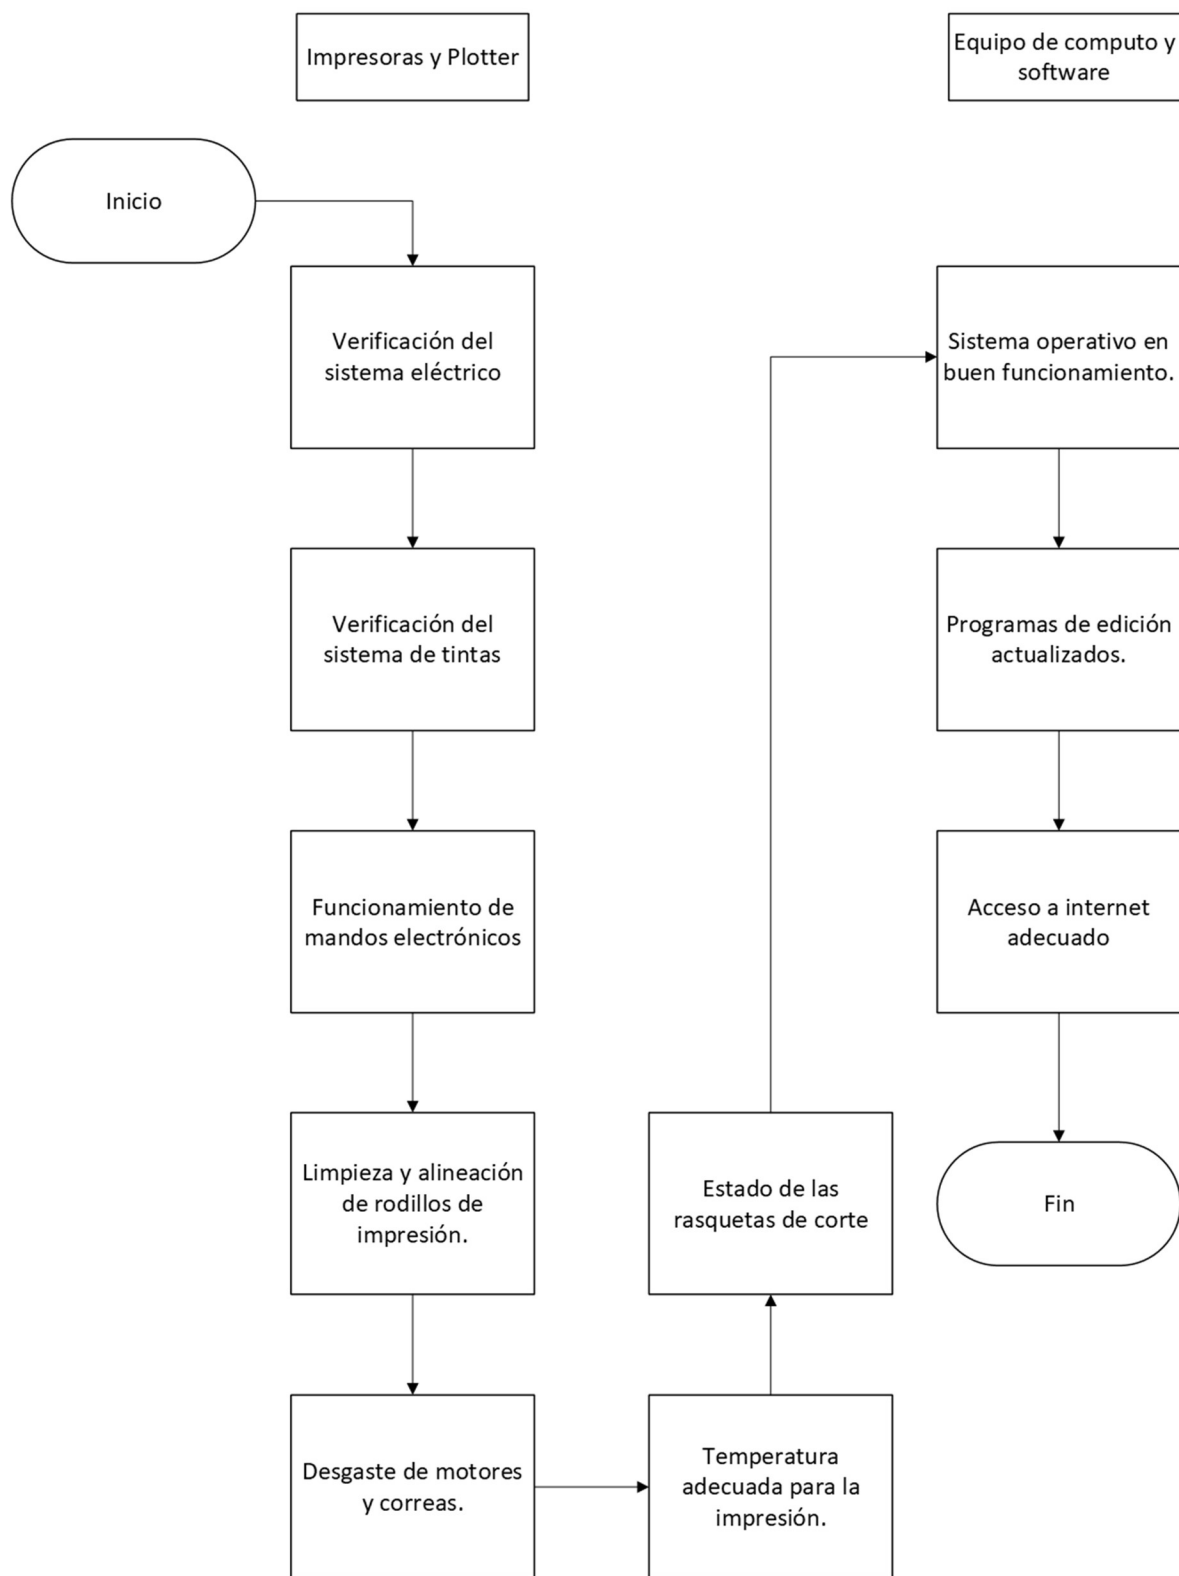 Impresoras y Plotter
Equipo de computo y
software
Inicio
Verificación del
sistema eléctrico
Verificación del
sistema de tintas
Funcionamiento de
mandos electrónicos
Limpieza y alineación
de rodillos de
impresión.
Desgaste de motores
y correas.
Temperatura
adecuada para la
impresión.
Estado de las
rasquetas de corte
Sistema operativo en
buen funcionamiento.
Programas de edición
actualizados.
Acceso a internet
adecuado
Fin